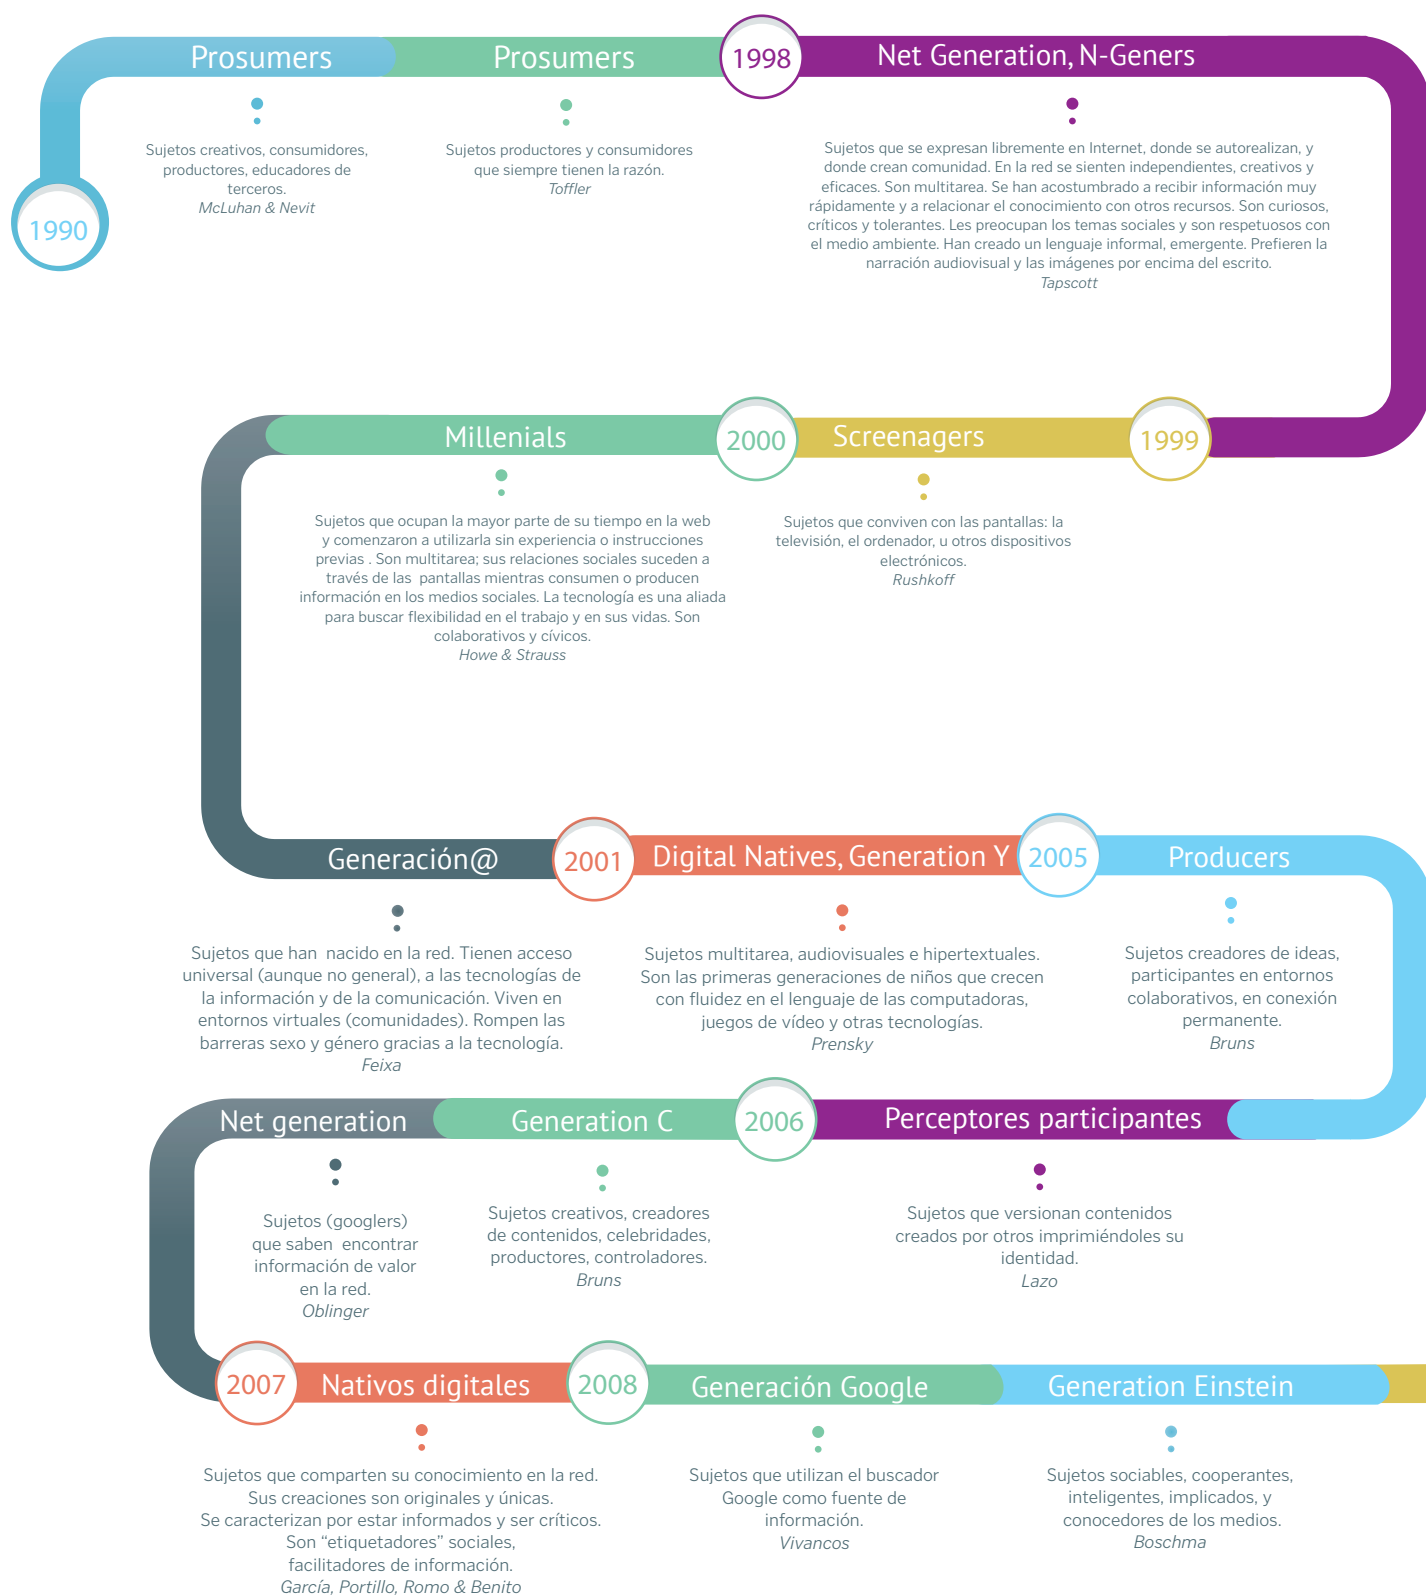 Prosumers
Prosumers
1998
Net Generation, N-Geners
1990
Sujetos creativos, consumidores,
productores, educadores de
terceros.
McLuhan & Nevit
Sujetos productores y consumidores
que siempre tienen la razón.
Toffler
Sujetos que se expresan libremente en Internet, donde se autorealizan, y
donde crean comunidad. En la red se sienten independientes, creativos y
eficaces. Son multitarea. Se han acostumbrado a recibir información muy
rápidamente y a relacionar el conocimiento con otros recursos. Son curiosos,
críticos y tolerantes. Les preocupan los temas sociales y son respetuosos con
el medio ambiente. Han creado un lenguaje informal, emergente. Prefieren la
narración audiovisual y las imágenes por encima del escrito.
Tapscott
Millenials
2000
Screenagers
1999
Sujetos que ocupan la mayor parte de su tiempo en la web
y comenzaron a utilizarla sin experiencia o instrucciones
previas . Son multitarea; sus relaciones sociales suceden a
través de las pantallas mientras consumen o producen
información en los medios sociales. La tecnología es una aliada
para buscar flexibilidad en el trabajo y en sus vidas. Son
colaborativos y cívicos.
Howe & Strauss
Sujetos que conviven con las pantallas: la
televisión, el ordenador, u otros dispositivos
electrónicos.
Rushkoff
Generación@
2001
Digital Natives, Generation Y
2005
Producers
Sujetos que han nacido en la red. Tienen acceso
universal (aunque no general), a las tecnologías de
la información y de la comunicación. Viven en
entornos virtuales (comunidades). Rompen las
barreras sexo y género gracias a la tecnología.
Feixa
Sujetos multitarea, audiovisuales e hipertextuales.
Son las primeras generaciones de niños que crecen
con fluidez en el lenguaje de las computadoras,
juegos de vídeo y otras tecnologías.
Prensky
Sujetos creadores de ideas,
participantes en entornos
colaborativos, en conexión
permanente.
Bruns
Net generation
Generation C
2006
Perceptores participantes
Sujetos (googlers)
que saben encontrar
información de valor
en la red.
Oblinger
Sujetos creativos, creadores
de contenidos, celebridades,
productores, controladores.
Bruns
Sujetos que versionan contenidos
creados por otros imprimiéndoles su
identidad.
Lazo
2007
Nativos digitales
2008
Generación Google
Generation Einstein
Sujetos que comparten su conocimiento en la red.
Sus creaciones son originales y únicas.
Se caracterizan por estar informados y ser críticos.
Son “etiquetadores” sociales,
facilitadores de información.
García, Portillo, Romo & Benito
Sujetos que utilizan el buscador
Google como fuente de
información.
Vivancos
Sujetos sociables, cooperantes,
inteligentes, implicados, y
conocedores de los medios.
Boschma